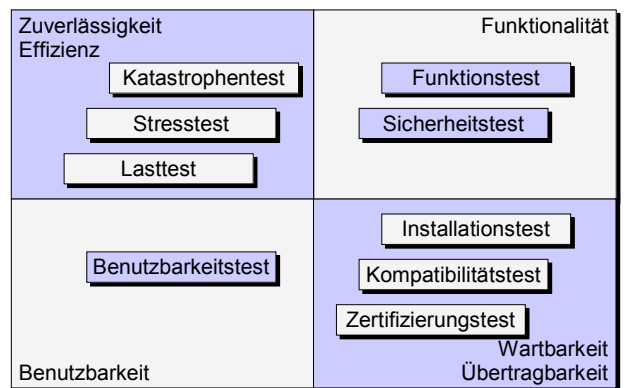 Zuverlässigkeit
Effizienz
Katastrophentest
Stresstest
Lasttest
Funktionalität
Funktionstest
Sicherheitstest
Benutzbarkeitstest
Benutzbarkeit
Installationstest
Kompatibilitätstest
Zertifizierungstest
Wartbarkeit
Übertragbarkeit